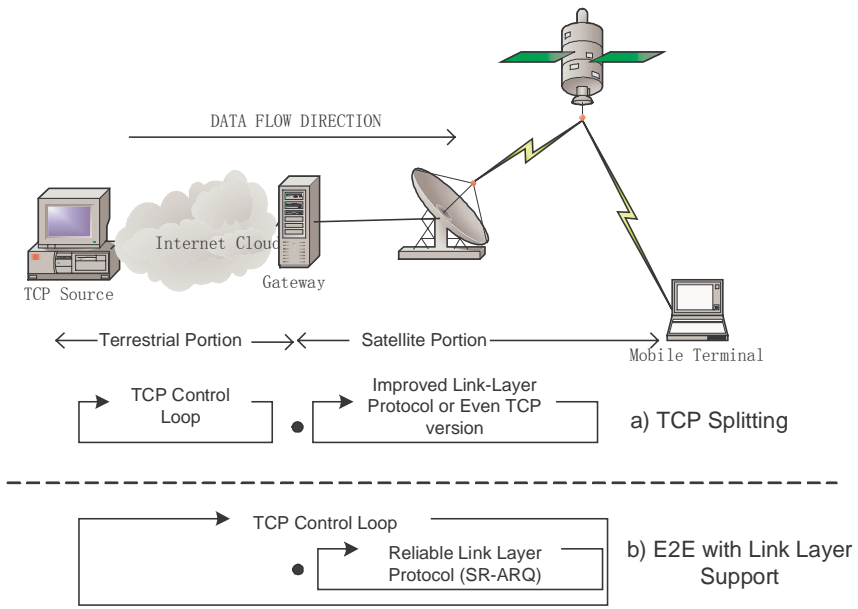 DATA FLOW DIRECTION
Internet Cloud
TCP Source
Gateway
Mobile Terminal
Terrestrial Portion
Satellite Portion
TCP Control
Loop
Improved Link-Layer
Protocol or Even TCP
version
a) TCP Splitting
TCP Control Loop
Reliable Link Layer
Protocol (SR-ARQ)
b) E2E with Link Layer
Support